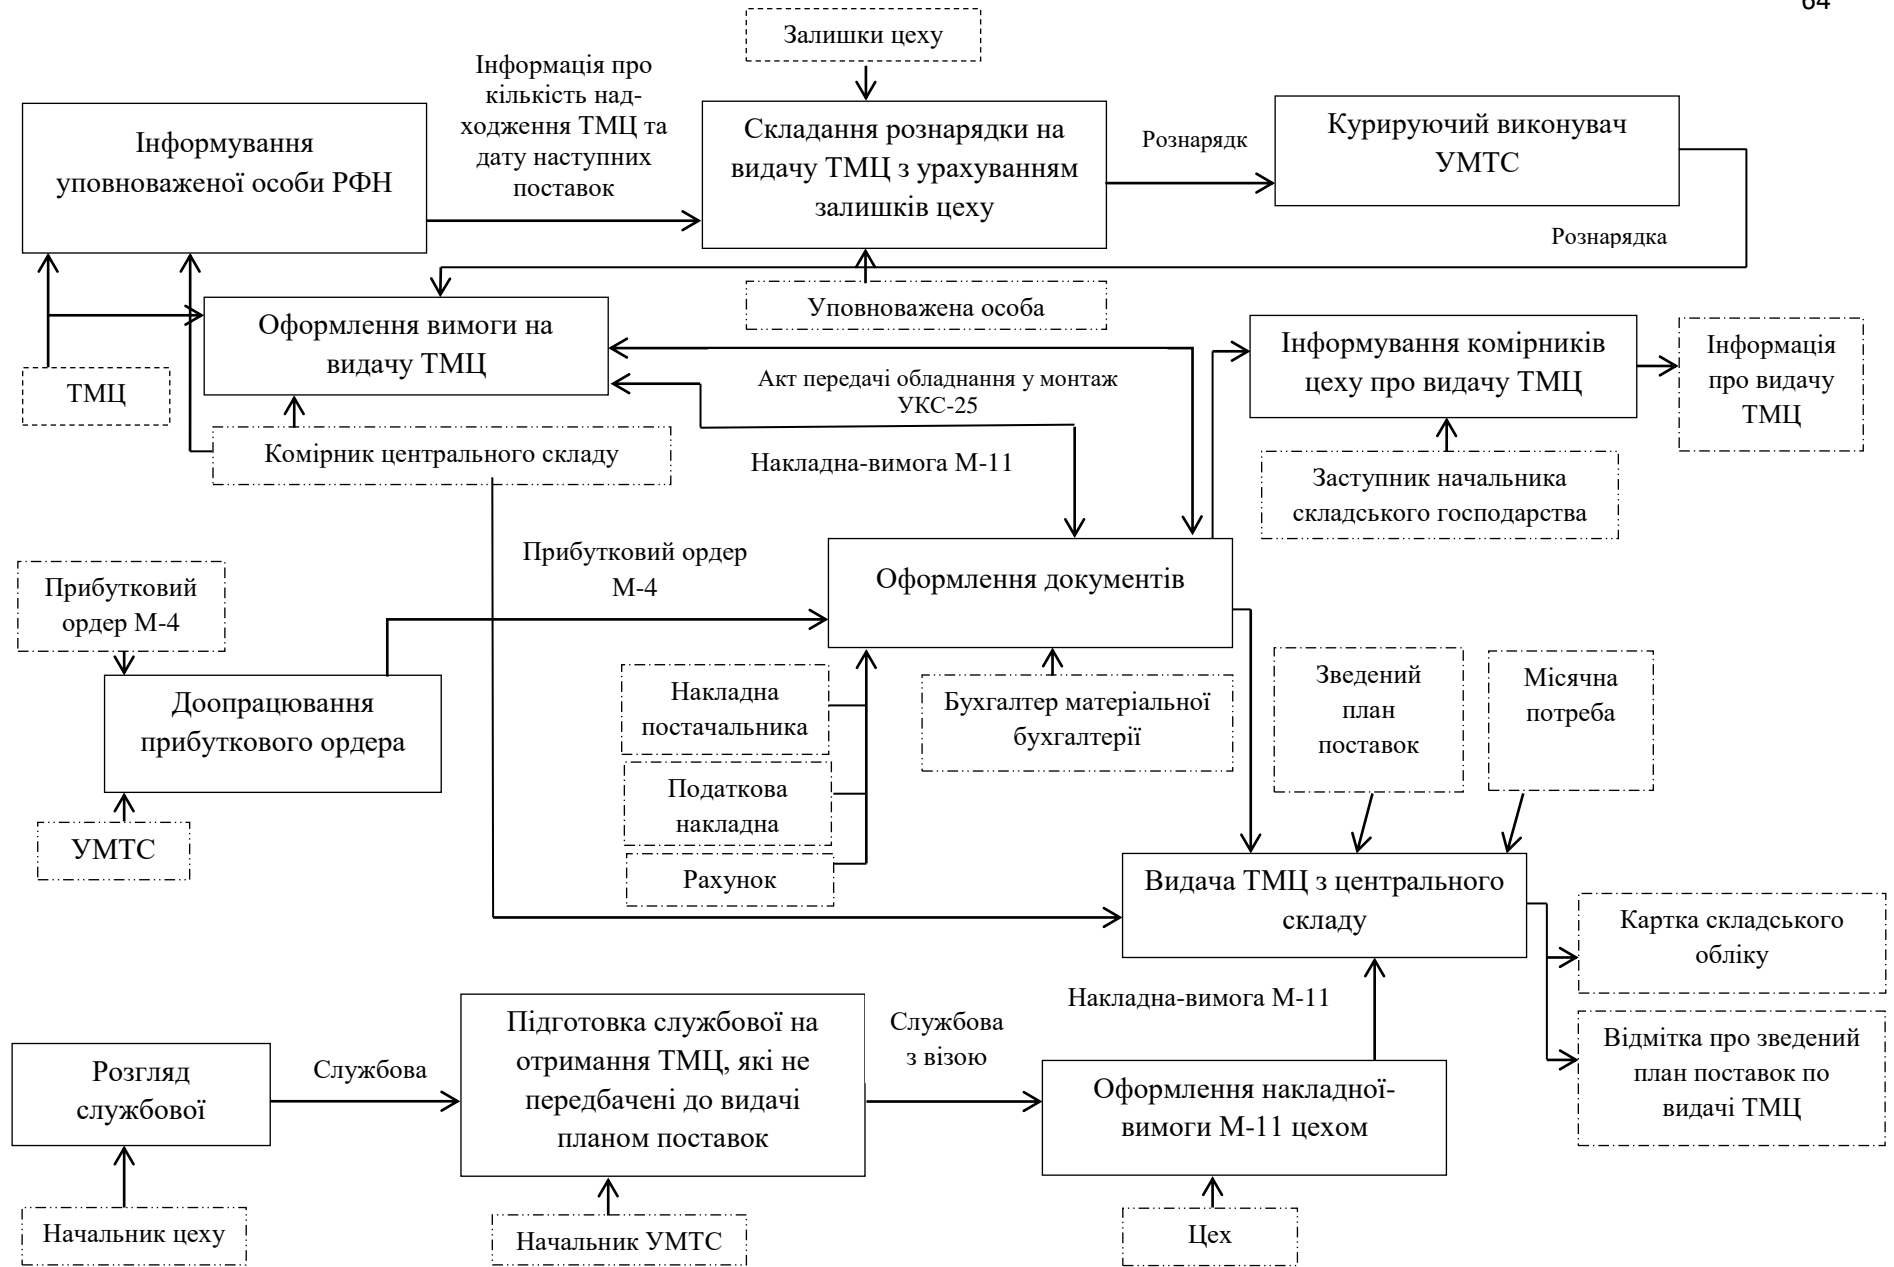 64
Залишки цеху
Інформація про
кількість над-
ходження ТМЦ та
дату наступних
поставок
Інформування
уповноваженої особи РФН
Складання рознарядки на
видачу ТМЦ з урахуванням
залишків цеху
Рознарядк
Курируючий виконувач
УМТС
Рознарядка
Уповноважена особа
Оформлення вимоги на
видачу ТМЦ
ТМЦ
Акт передачі обладнання у монтаж
УКС-25
Інформування комірників
цеху про видачу ТМЦ
Інформація
про видачу
ТМЦ
Комірник центрального складу
Накладна-вимога М-11
Заступник начальника
складського господарства
Прибутковий ордер
М-4
Оформлення документів
Прибутковий
ордер М-4
Доопрацювання
прибуткового ордера
Накладна
постачальника
Бухгалтер матеріальної
бухгалтерії
Зведений
план
поставок
Місячна
потреба
Податкова
накладна
УМТС
Рахунок
Видача ТМЦ з центрального
складу
Картка складського
обліку
Накладна-вимога М-11
Підготовка службової на
отримання ТМЦ, які не
передбачені до видачі
планом поставок
Службова
з візою
Розгляд
службової
Службова
Оформлення накладної-
вимоги М-11 цехом
Відмітка про зведений
план поставок по
видачі ТМЦ
Начальник цеху
Начальник УМТС
Цех